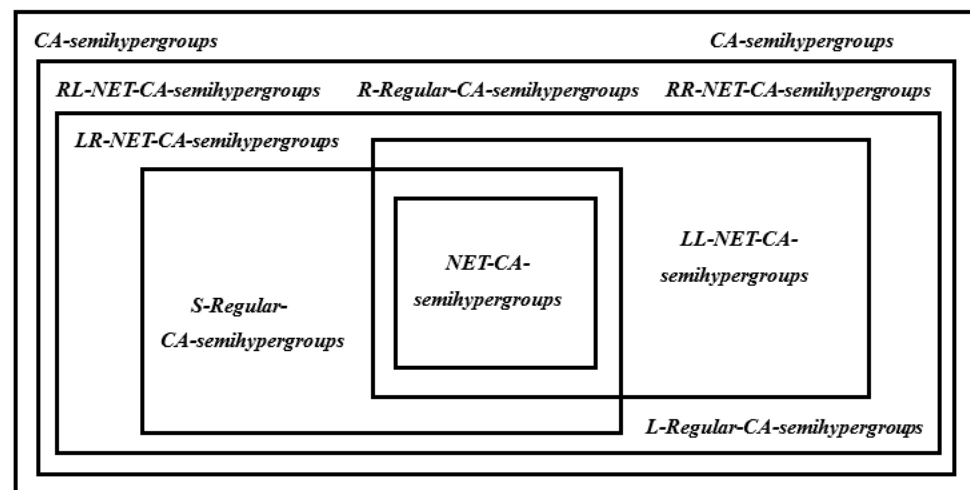 CA-semihypergroups CA-semihypergroups
RL-NET-CA-semihypergroups R-Regular-CA-semihypergroups RR-NET-CA-semihypergroups
LR-NET-CA-semihypergroups
LL-NET-CA-
semihypergroups
NET-CA-
semihypergroups
S-Regular-
CA-semihypergroups
L-Regular-CA-semihypergroups